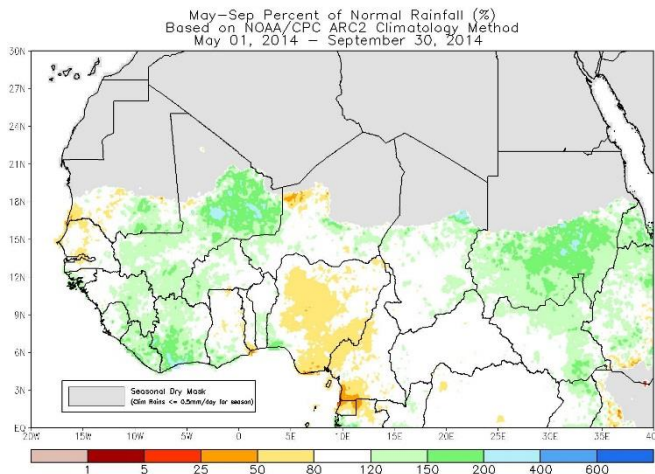 May-Sep Percent of Normal Rainfall (%)
Based on NOAA/CPC ARC2 Climatology Method
May 01, 2014 – September 30, 2014
30N
27N
24N
21N
18N
15N
12N
9N
6N
3N
EQ
Seasonal Dry Mask
(Clim Rains <= 0.5mm/day for season)
20W 15W 10W 5W 0 5E 10E 15E 20E 25E 30E 35E 40E
1 5 25 50 80 120 150 200 400 600